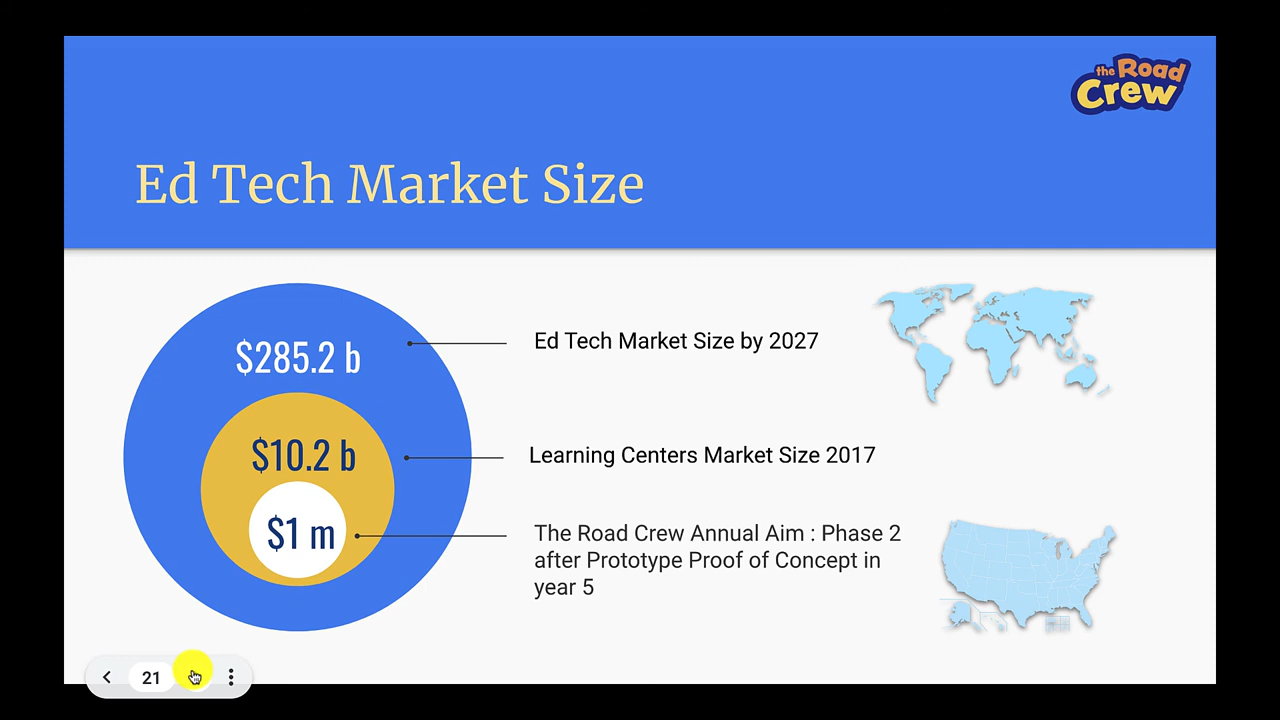 the Road
Crew
Ed Tech Market Size
$285.2 b
Ed Tech Market Size by 2027
$10.2 b
Learning Centers Market Size 2017
$1 m
The Road Crew Annual Aim : Phase 2
after Prototype Proof of Concept in
year 5
21